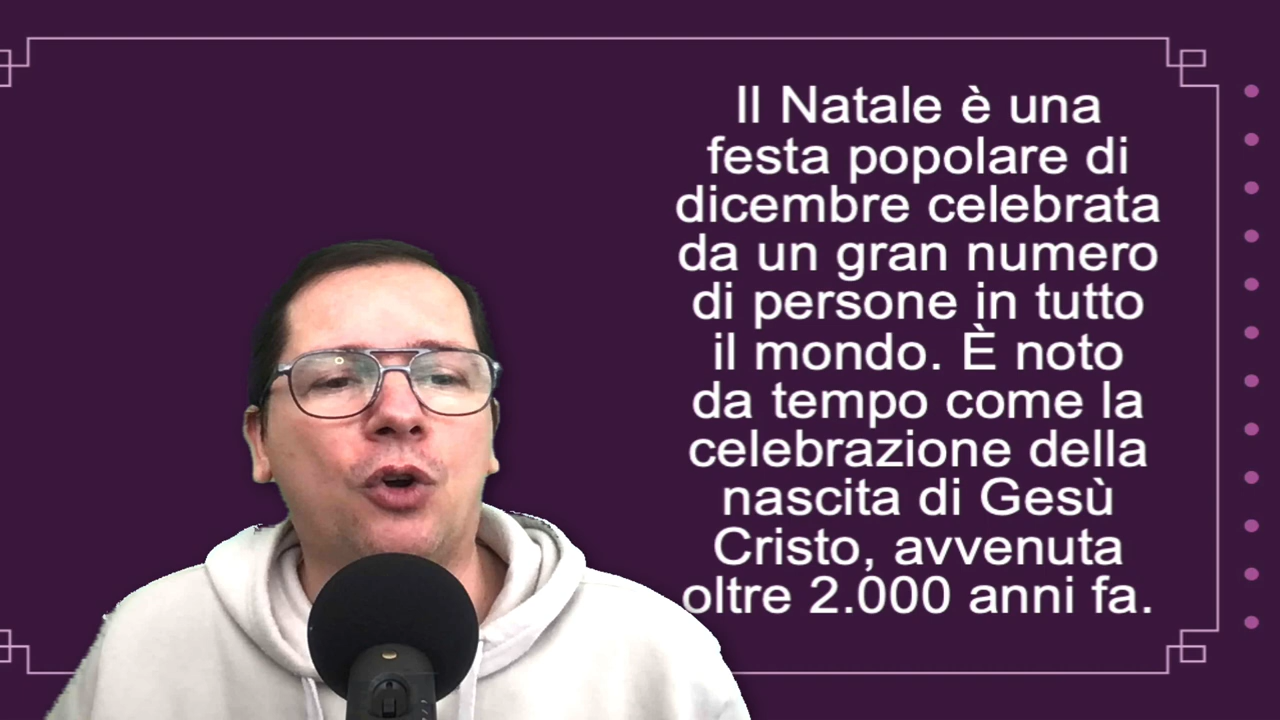 Il Natale è una
festa popolare di
dicembre celebrata
da un gran numero
di persone in tutto
il mondo. È noto
da tempo come la
celebrazione della
nascita di Gesù
Cristo, avvenuta
oltre 2.000 anni fa.